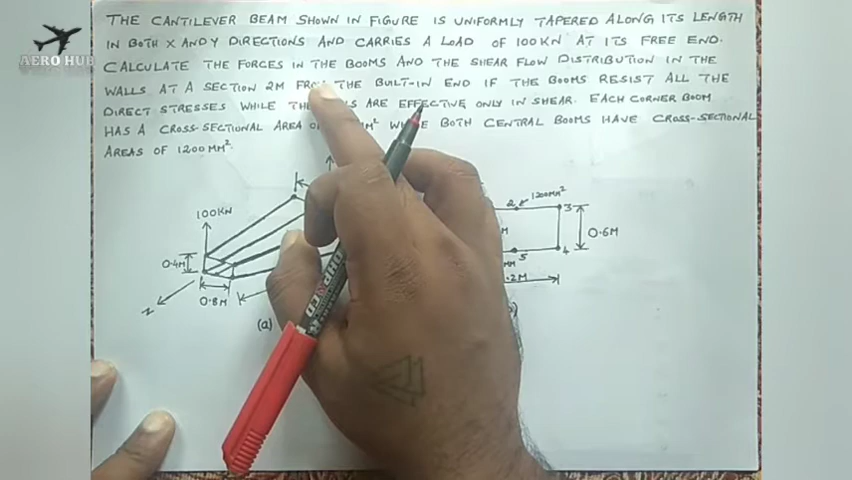 THE CANTILEVER BEAM SHOWN IN FIGURE IS UNIFORMLY TAPERED ALONG ITS LENGTH
IN BOTH X AND Y DIRECTIONS AND CARRIES A LOAD OF 100KN AT ITS FREE END.
CALCULATE THE FORCES IN THE BOOMS AND THE SHEAR FLOW DISTRIBUTION IN THE
WALLS AT A SECTION 2M FROM THE BUILT-IN END IF THE BOOMS RESIST ALL THE
DIRECT STRESSES WHILE THE ARE EFFECTIVE ONLY IN SHEAR. EACH CORNER BOOM
HAS A CROSS-SECTIONAL AREA OF BOTH CENTRAL BOOMS HAVE CROSS-SECTIONAL
AREAS OF 1200MM².
AERO HUB
100KN
0.4M
0.8M
Z
(a)
2
1200MM²
3
0.6M
4
5
.2M